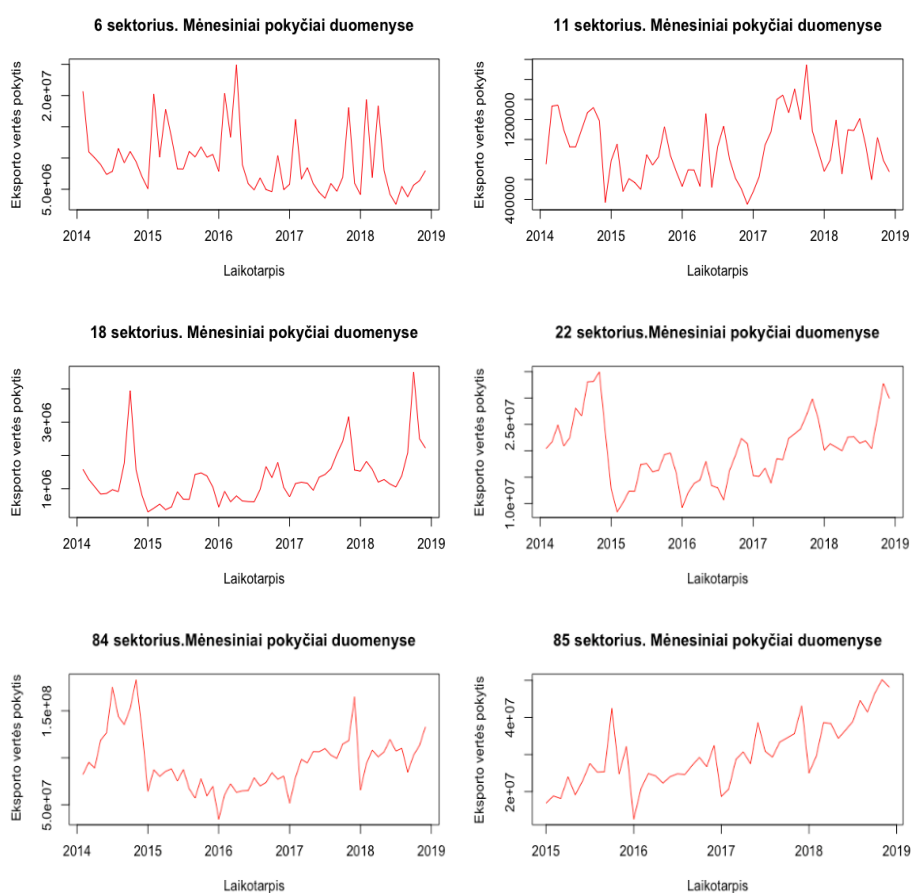 6 sektorius. Mėnesiniai pokyčiai duomenyse
Eksporto vertės pokytis
5.0e+06
2.0e+07
2014 2015 2016 2017 2018 2019
Laikotarpis
11 sektorius. Mėnesiniai pokyčiai duomenyse
Eksporto vertės pokytis
400000
1200000
2014 2015 2016 2017 2018 2019
Laikotarpis
18 sektorius. Mėnesiniai pokyčiai duomenyse
Eksporto vertės pokytis
1e+06
3e+06
2014 2015 2016 2017 2018 2019
Laikotarpis
22 sektorius.Mėnesiniai pokyčiai duomenyse
Eksporto vertės pokytis
1.0e+07
2.5e+07
2014 2015 2016 2017 2018 2019
Laikotarpis
84 sektorius.Mėnesiniai pokyčiai duomenyse
Eksporto vertės pokytis
5.0e+07
1.5e+08
2014 2015 2016 2017 2018 2019
Laikotarpis
85 sektorius. Mėnesiniai pokyčiai duomenyse
Eksporto vertės pokytis
2e+07
4e+07
2015 2016 2017 2018 2019
Laikotarpis